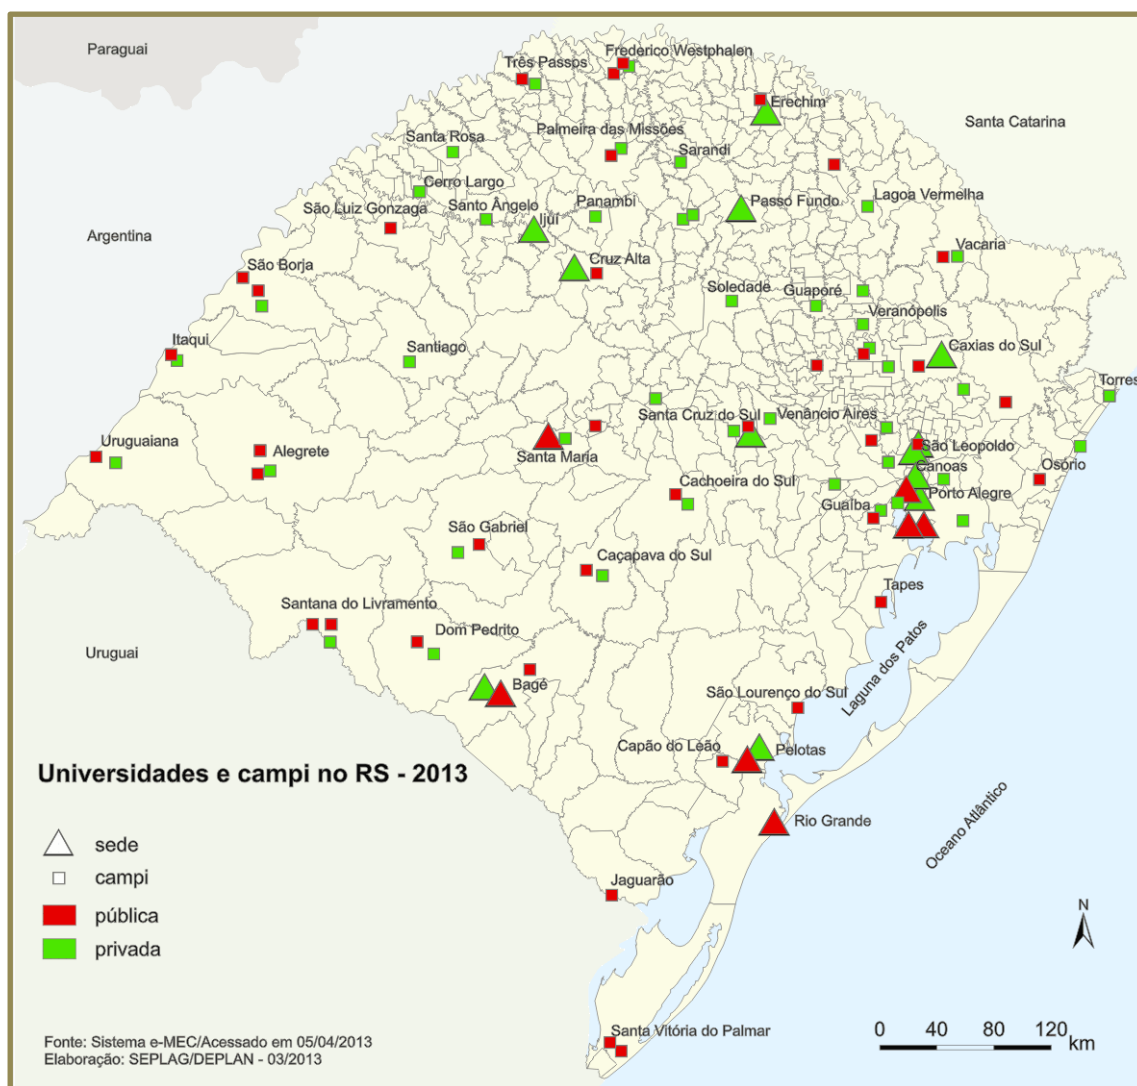 Paraguai
Três Passos
Frederico Westphalen
Erechim
Santa Catarina
Santa Rosa
Palmeira das Missões
Sarandi
Cerro Largo
Lagoa Vermelha
São Luiz Gonzaga
Santo Ângelo
Panambi
Passo Fundo
Ijuí
Argentina
Vacaria
Cruz Alta
São Borja
Soledade
Guaporé
Veranópolis
Itaqui
Santiago
Caxias do Sul
Torres
Santa Cruz do Sul
Venâncio Aires
Uruguaiana
Alegrete
Santa Maria
São Leopoldo
Canoas
Osório
Cachoeira do Sul
Porto Alegre
Guaíba
São Gabriel
Caçapava do Sul
Tapes
Santana do Livramento
Dom Pedrito
Uruguai
Laguna dos Patos
Bagé
São Lourenço do Sul
Capão do Leão
Pelotas
Universidades e campi no RS - 2013
Rio Grande
Oceano Atlântico
sede
campi
pública
privada
Jaguarão
N
Santa Vitória do Palmar
0 40 80 120
km
Fonte: Sistema e-MEC/Acessado em 05/04/2013
Elaboração: SEPLAG/DEPLAN - 03/2013